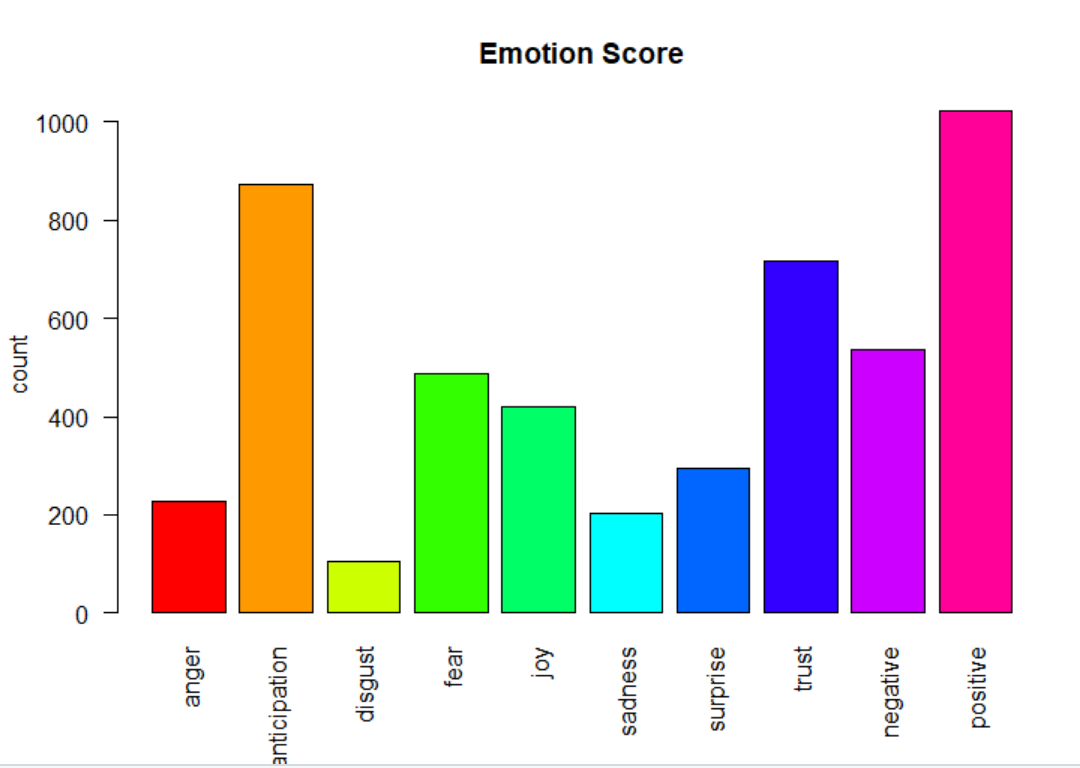 Emotion Score
count
1000
800
600
400
200
0
anger
anticipation
disgust
fear
joy
sadness
surprise
trust
negative
positive